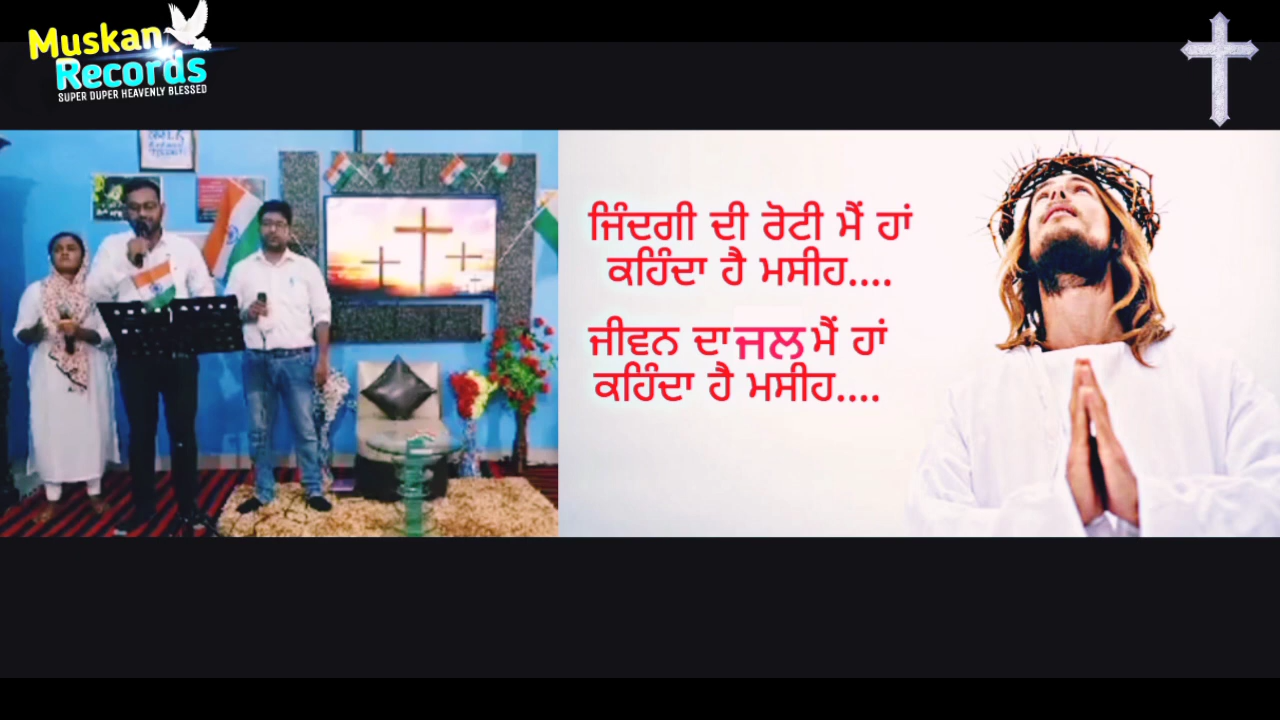 Muskan
Records
SUPER DUPER HEAVENLY BLESSED
ਜਿੰਦਗੀ ਦੀ ਰੋਟੀ ਮੈਂ ਹਾਂ
ਕਹਿੰਦਾ ਹੈ ਮਸੀਹ....
ਜੀਵਨ ਦਾ ਜਲ ਮੈਂ ਹਾਂ
ਕਹਿੰਦਾ ਹੈ ਮਸੀਹ....